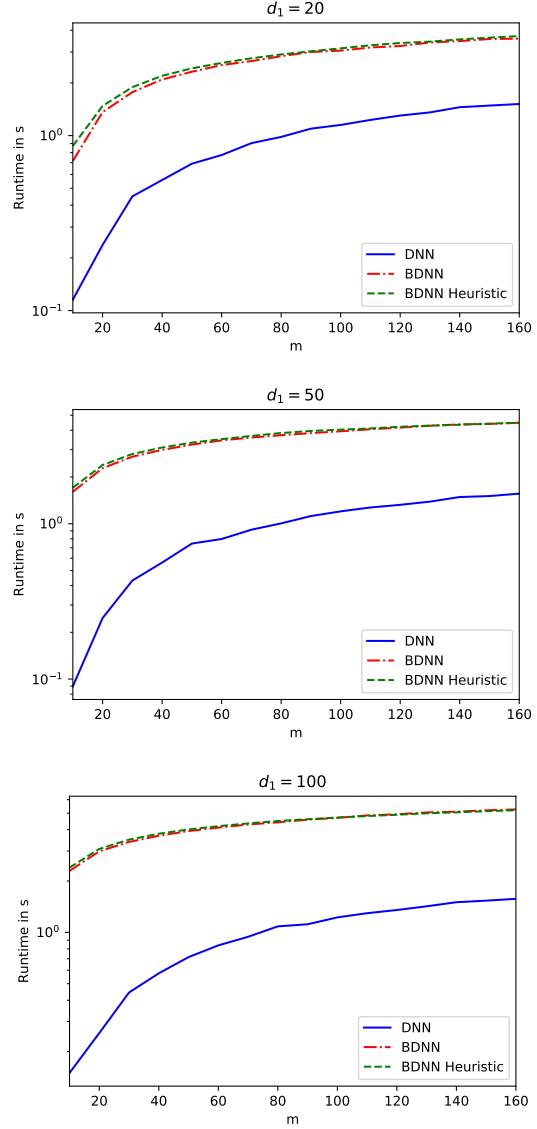 d₁ = 20
Runtime in s
10⁰
10⁻¹
20 40 60 80 100 120 140 160
m
DNN
BDNN
BDNN Heuristic
d₁ = 50
Runtime in s
10⁰
10⁻¹
20 40 60 80 100 120 140 160
m
DNN
BDNN
BDNN Heuristic
d₁ = 100
Runtime in s
10⁰
20 40 60 80 100 120 140 160
m
DNN
BDNN
BDNN Heuristic